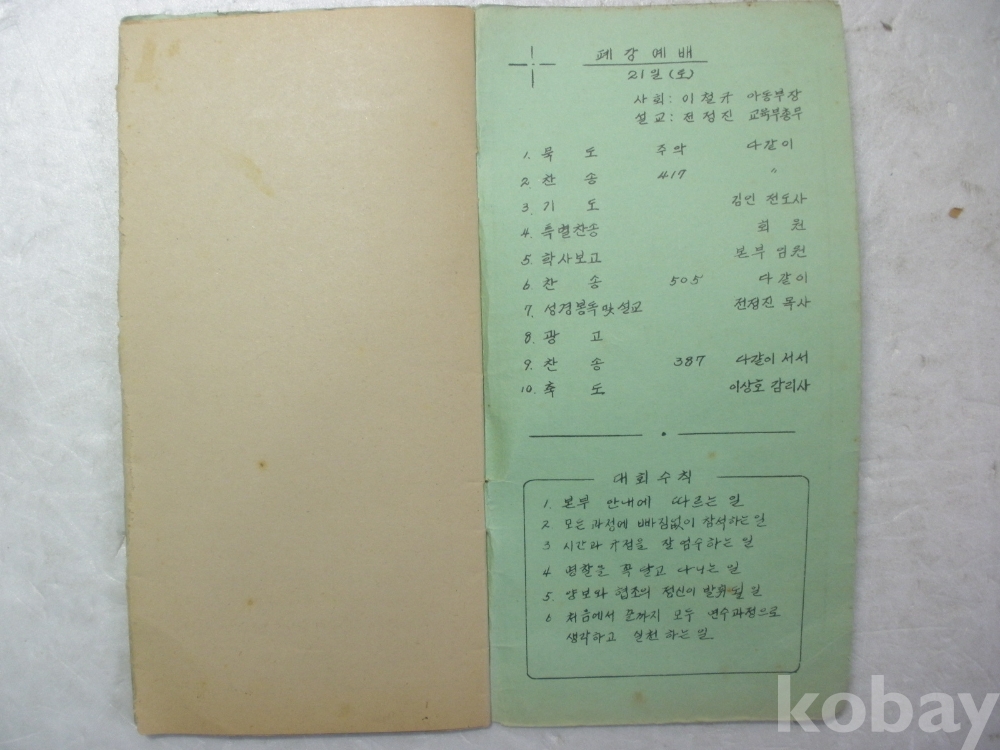 폐강예배
21일(토)
사회: 이철규 아동부장
설교: 전정진 교육부총무
1. 묵 도 주악 다같이
2. 찬 송 417 〃
3. 기 도 김인 전도사
4. 특별찬송 회 원
5. 학사보고 본부 임원
6. 찬 송 505 다같이
7. 성경봉독 및 설교 전정진 목사
8. 광 고
9. 찬 송 387 다같이 서서
10. 축 도 이상호 감리사
대회수칙
1. 본부 안내에 따르는 일
2 모든 과정에 빠짐없이 참석하는 일
3 시간과 규정을 잘 엄수하는 일
4 명찰을 꼭 달고 다니는 일
5. 양보와 협조의 정신이 발휘될 일
6 처음에서 끝까지 모두 연수과정으로
생각하고 실천 하는 일.
kobay